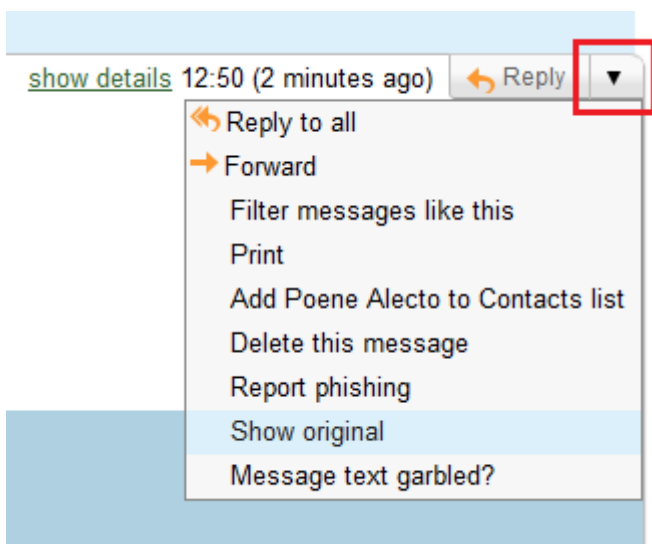 show details 12:50 (2 minutes ago) Reply
Reply to all
Forward
Filter messages like this
Print
Add Poene Alecto to Contacts list
Delete this message
Report phishing
Show original
Message text garbled?